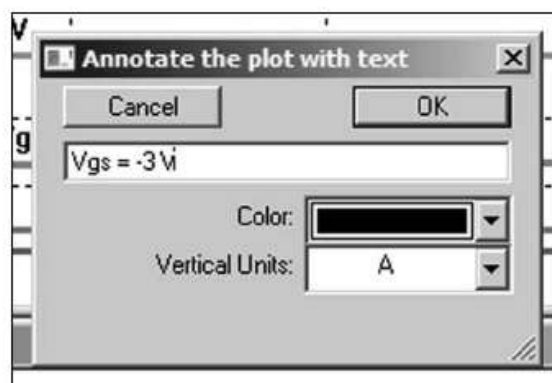 V
Annotate the plot with text
Cancel OK
g
Vgs = -3 V
Color:
Vertical Units: A